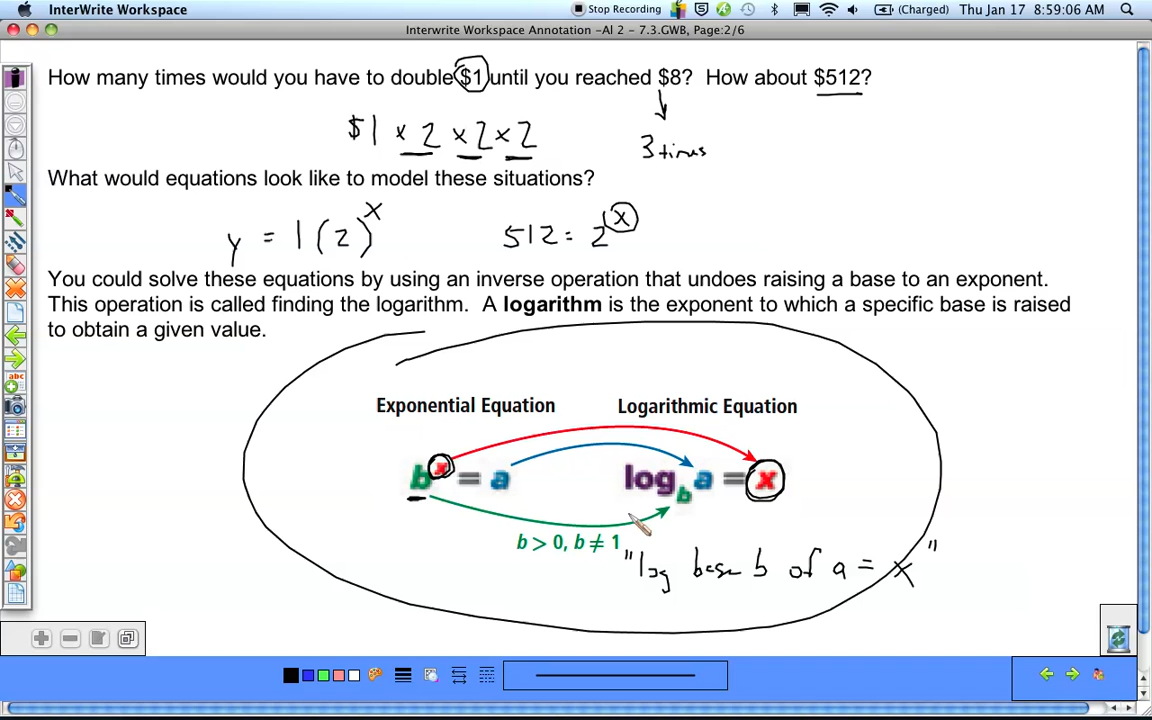 InterWrite Workspace
Stop Recording
(Charged) Thu Jan 17 8:59:06 AM
Interwrite Workspace Annotation -Al 2 - 7.3.GWB, Page:2/6
How many times would you have to double $1 until you reached $8? How about $512?
$1 × 2 × 2 × 2
3 times
What would equations look like to model these situations?
y = 1(2)^x 512 = 2^x
You could solve these equations by using an inverse operation that undoes raising a base to an exponent.
This operation is called finding the logarithm. A logarithm is the exponent to which a specific base is raised
to obtain a given value.
Exponential Equation Logarithmic Equation
b^x = a log_b a = x
b > 0, b ≠ 1
"log base b of a = x"
abc